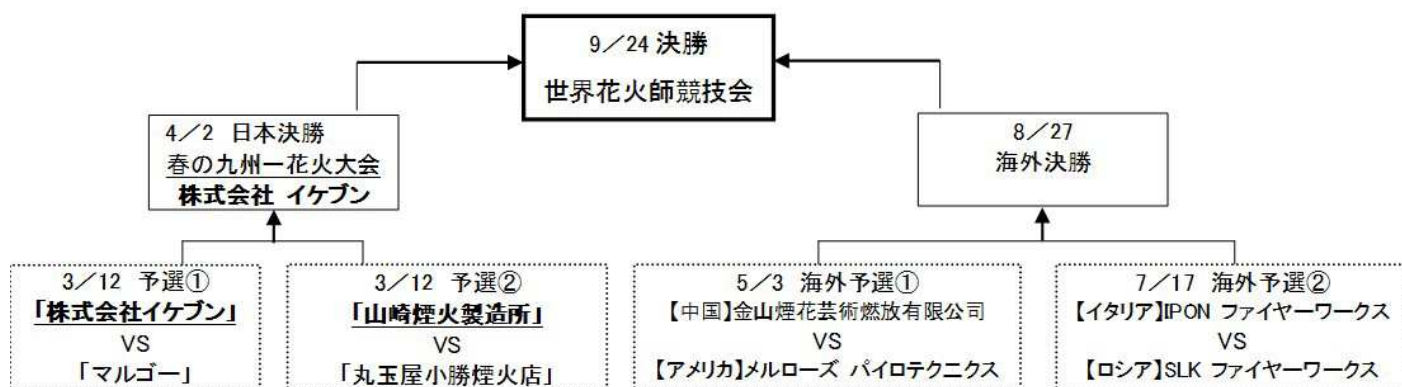 9／24 決勝
世界花火師競技会
4／2 日本決勝
春の九州一花火大会
株式会社 イケブン
8／27
海外決勝
3／12 予選①
「株式会社イケブン」
VS
「マルゴー」
3／12 予選②
「山崎煙火製造所」
VS
「丸玉屋小勝煙火店」
5／3 海外予選①
【中国】金山煙花芸術燃放有限公司
VS
【アメリカ】メルローズ パイロテクニクス
7／17 海外予選②
【イタリア】IPON ファイヤーワークス
VS
【ロシア】SLK ファイヤーワークス